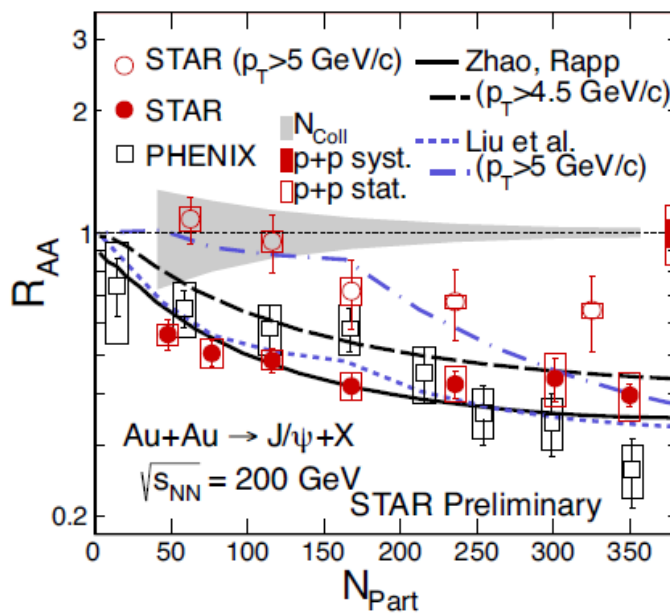 3
2
1
0.2
R_AA
STAR (p_T>5 GeV/c)
STAR
PHENIX
N_Coll
p+p syst.
p+p stat.
Zhao, Rapp
(p_T>4.5 GeV/c)
Liu et al.
(p_T>5 GeV/c)
Au+Au → J/ψ+X
√s_NN = 200 GeV
STAR Preliminary
0 50 100 150 200 250 300 350
N_Part